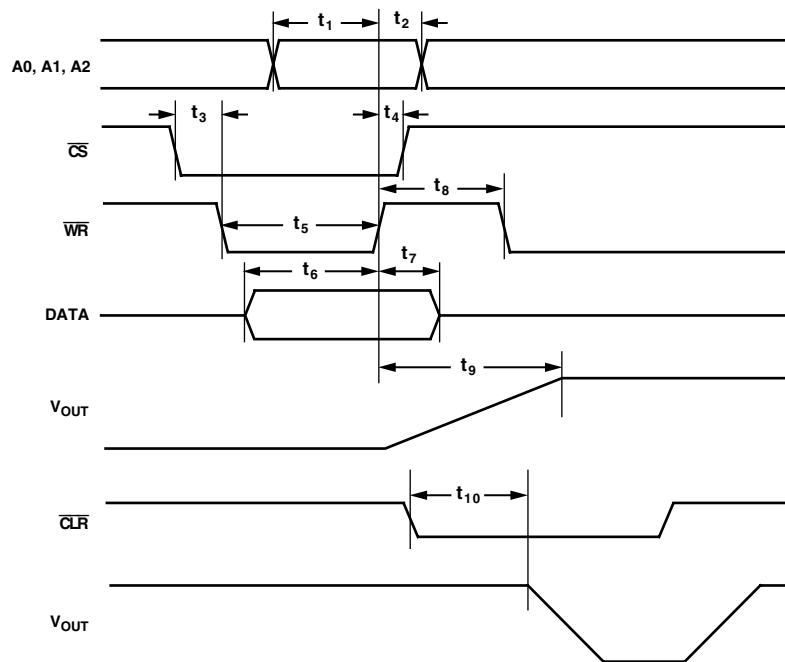 t1
t2
A0, A1, A2
t3
t4
CS
t8
WR
t5
t6
t7
DATA
t9
VOUT
t10
CLR
VOUT